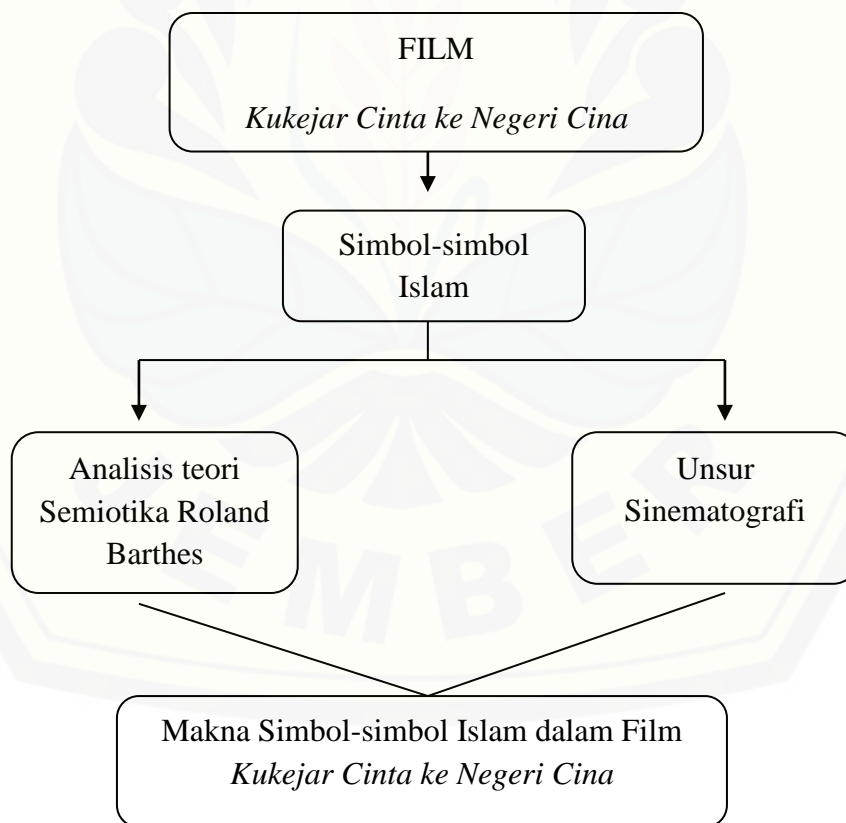 FILM
Kukejar Cinta ke Negeri Cina
Simbol-simbol
Islam
Analisis teori
Semiotika Roland
Barthes
Unsur
Sinematografi
JEMBER
Makna Simbol-simbol Islam dalam Film
Kukejar Cinta ke Negeri Cina